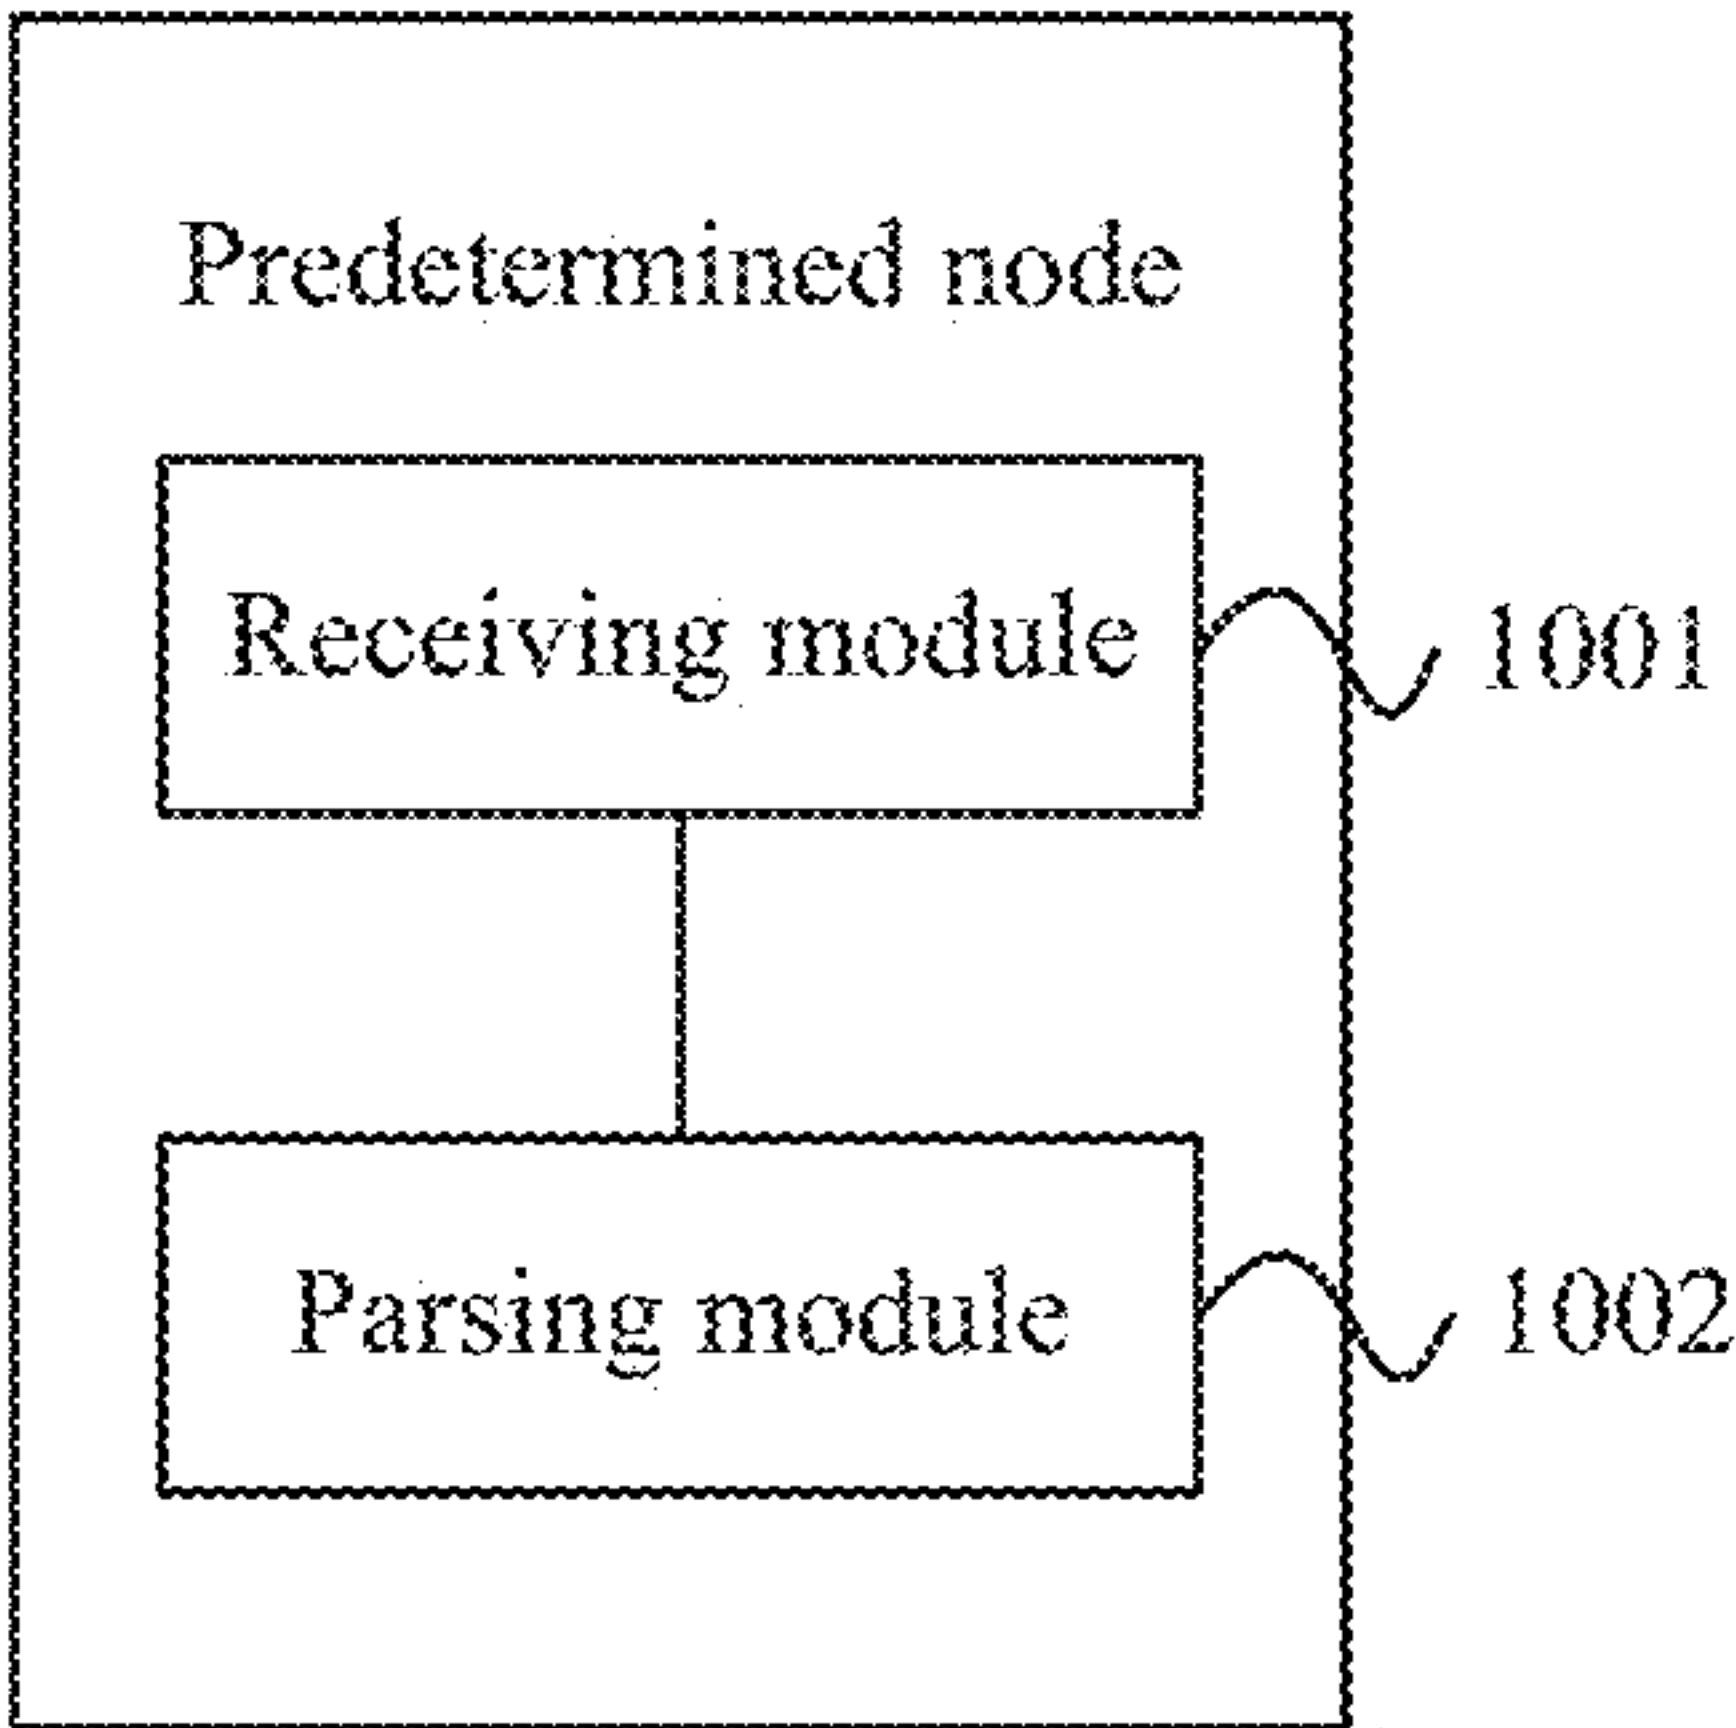 Predetermined node
Receiving module
1001
Parsing module
1002